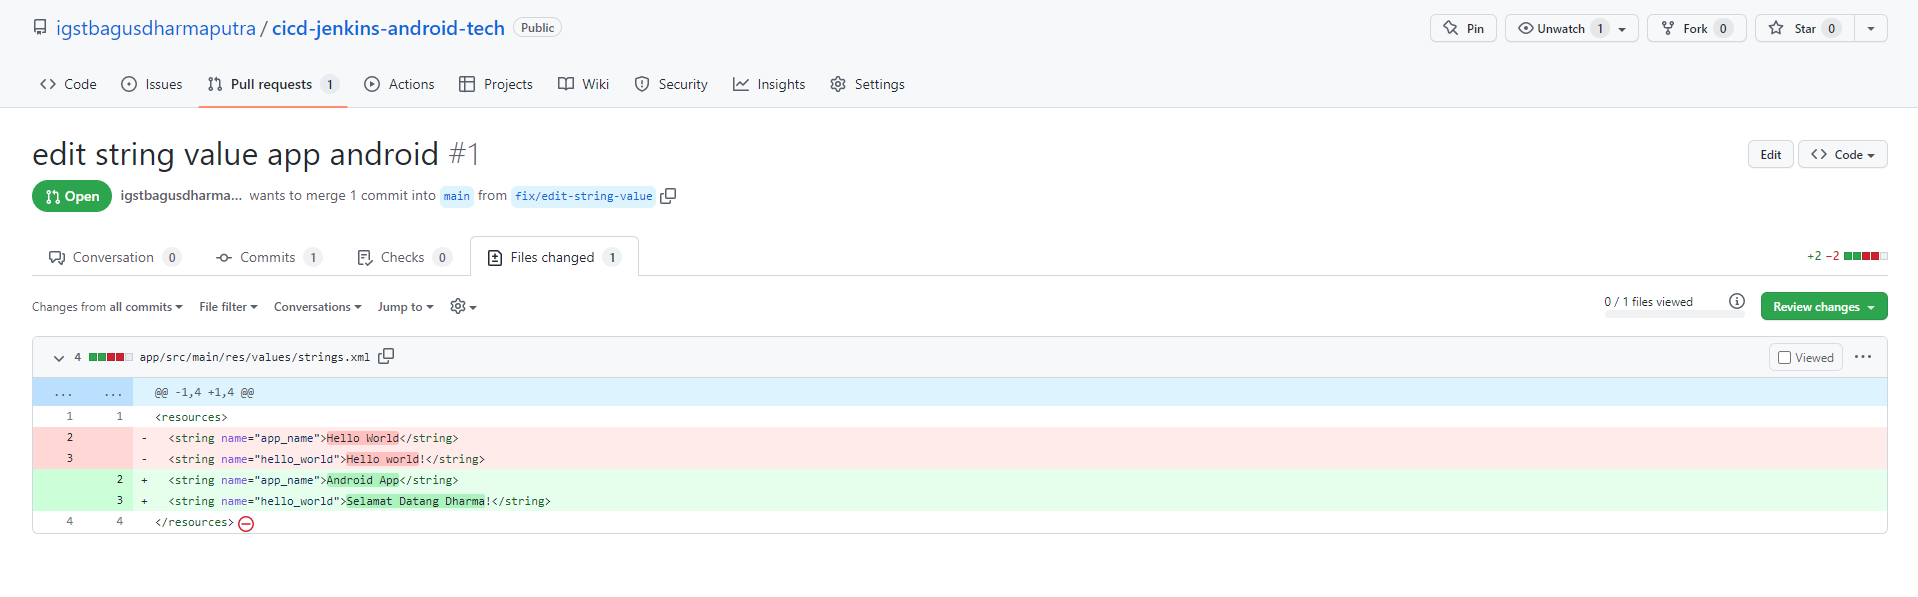 igstbagusdharmaputra / cicd-jenkins-android-tech Public Pin Unwatch 1 Fork 0 Star 0
Code Issues Pull requests 1 Actions Projects Wiki Security Insights Settings
edit string value app android #1 Edit Code
Open igstbagusdharma... wants to merge 1 commit into main from fix/edit-string-value
Conversation 0 Commits 1 Checks 0 Files changed 1 +2 −2
Changes from all commits File filter Conversations Jump to 0 / 1 files viewed Review changes
4 app/src/main/res/values/strings.xml Viewed ...
... ... @@ -1,4 +1,4 @@
1 1 <resources>
2 - <string name="app_name">Hello World</string>
3 - <string name="hello_world">Hello world!</string>
2 + <string name="app_name">Android App</string>
3 + <string name="hello_world">Selamat Datang Dharma!</string>
4 4 </resources>